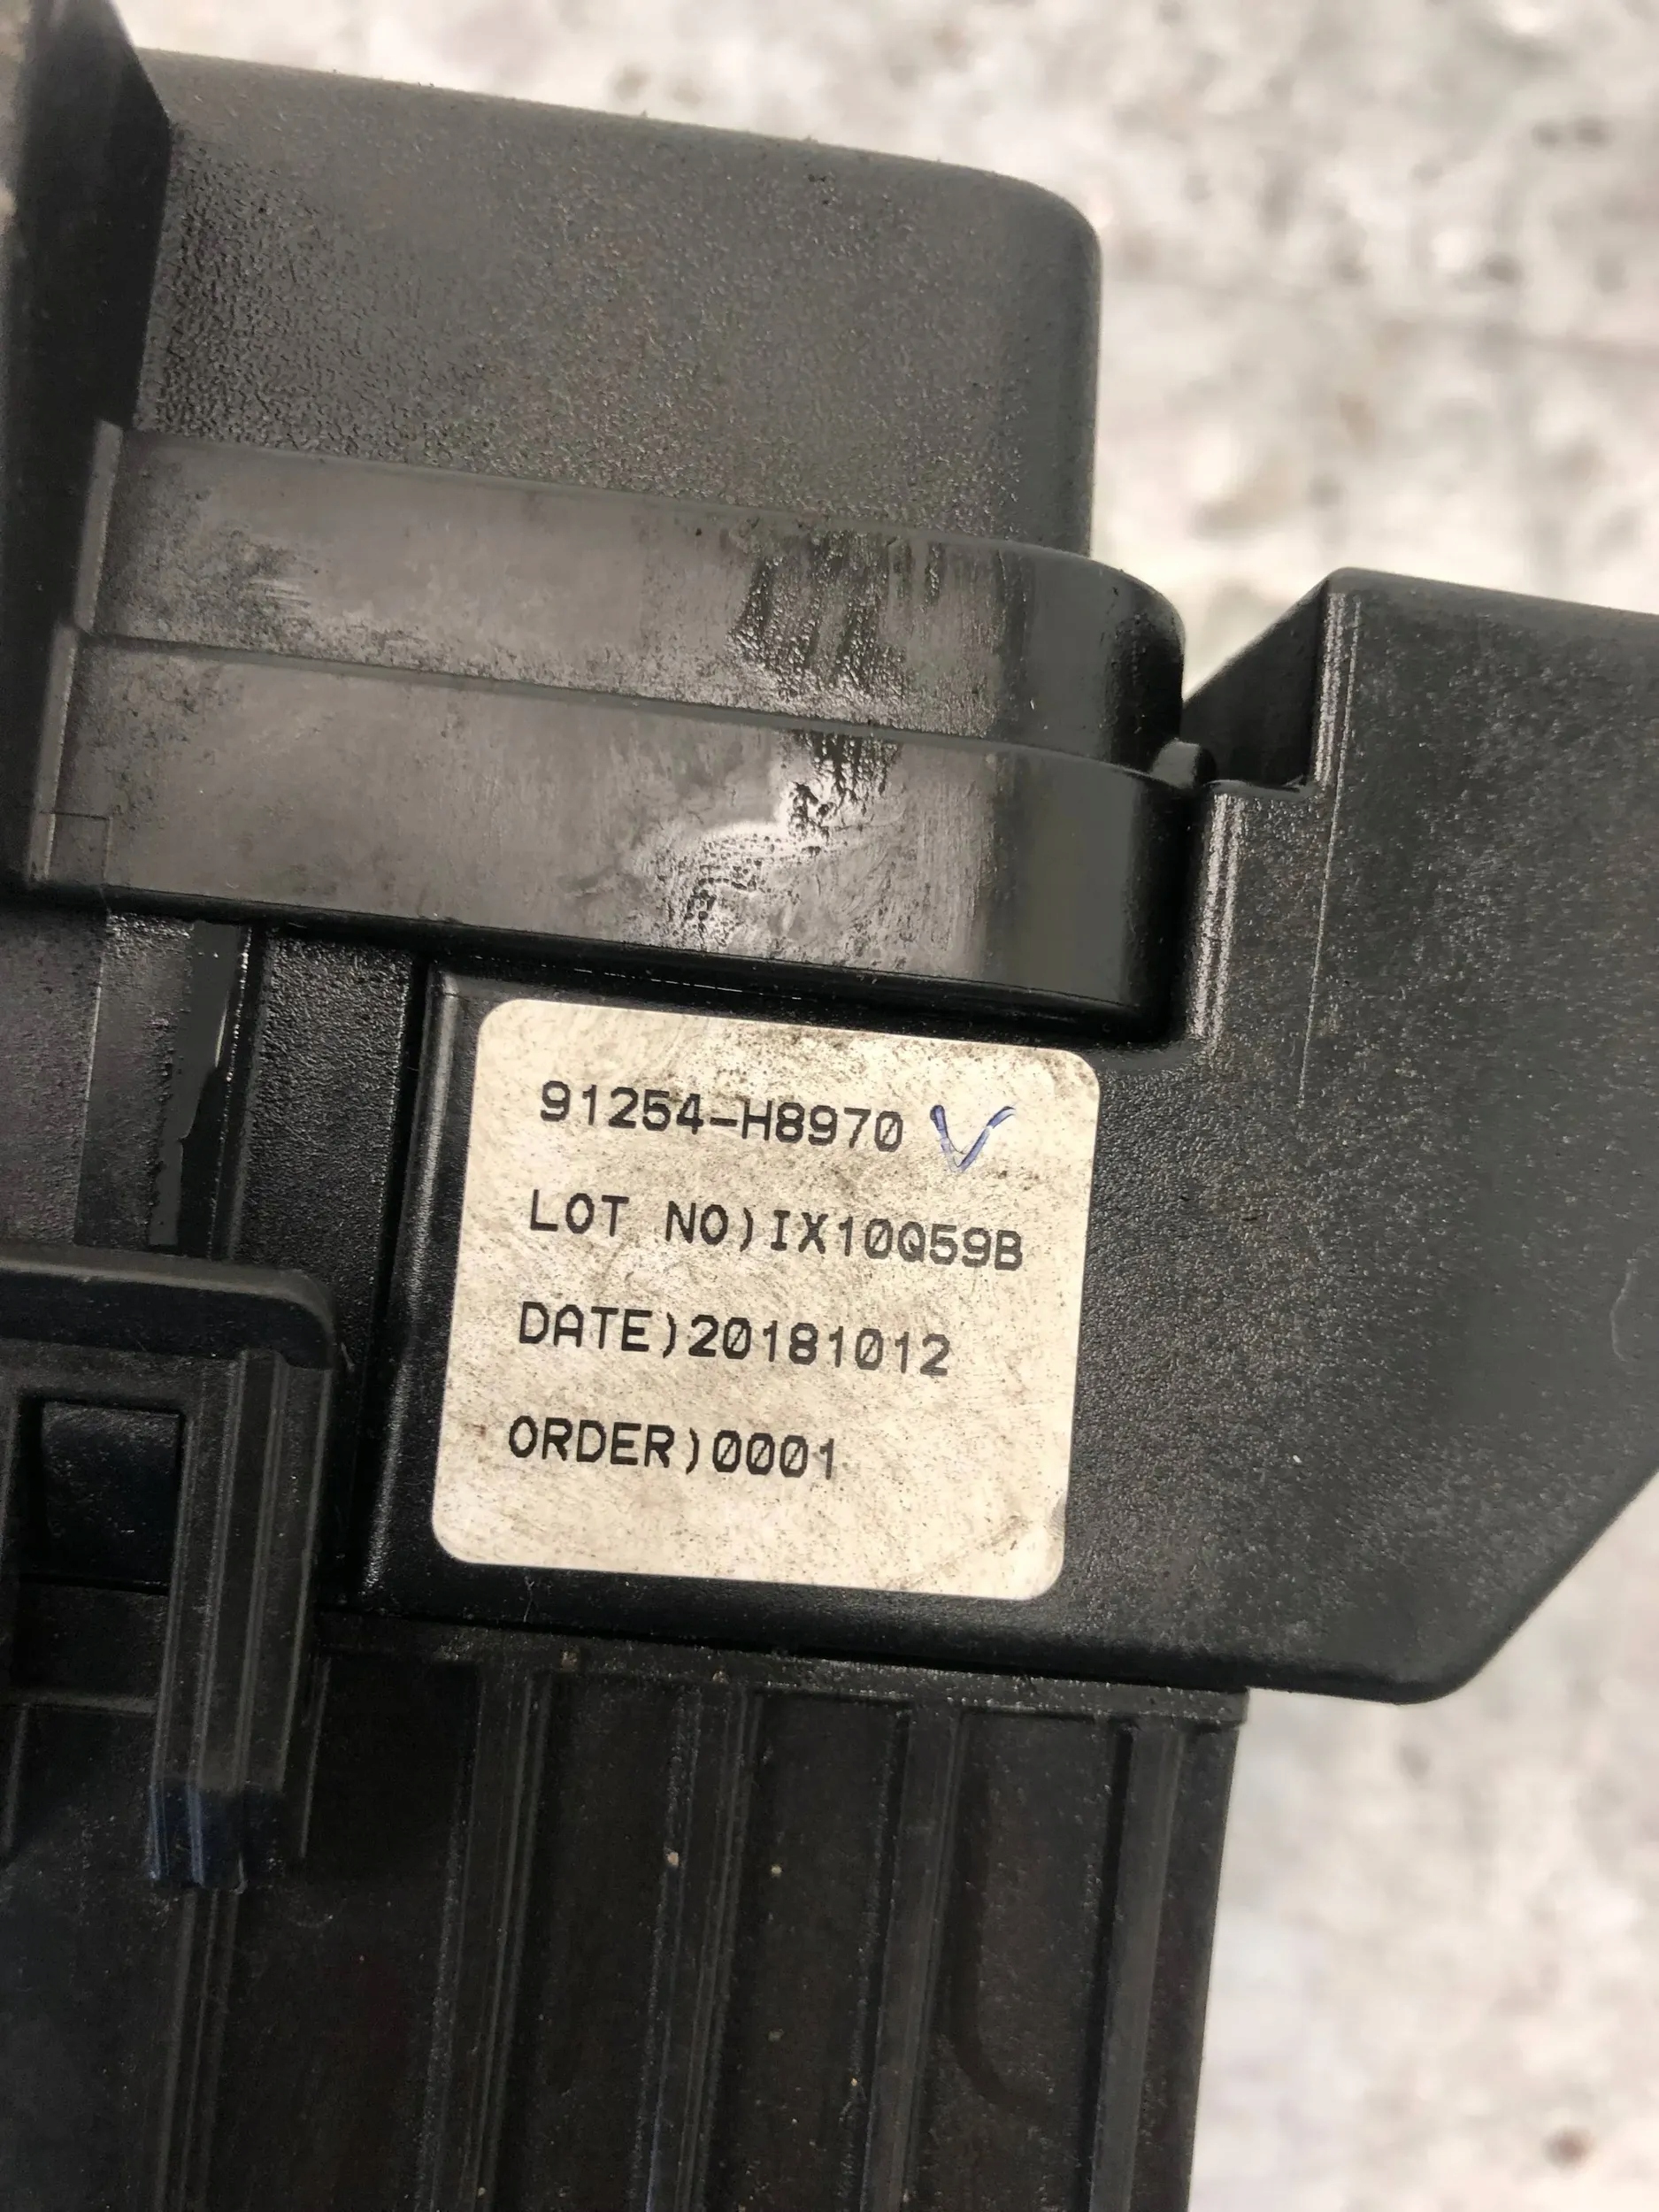 91254-H8970 V
LOT NO)IX10Q59B
DATE)20181012
ORDER)0001